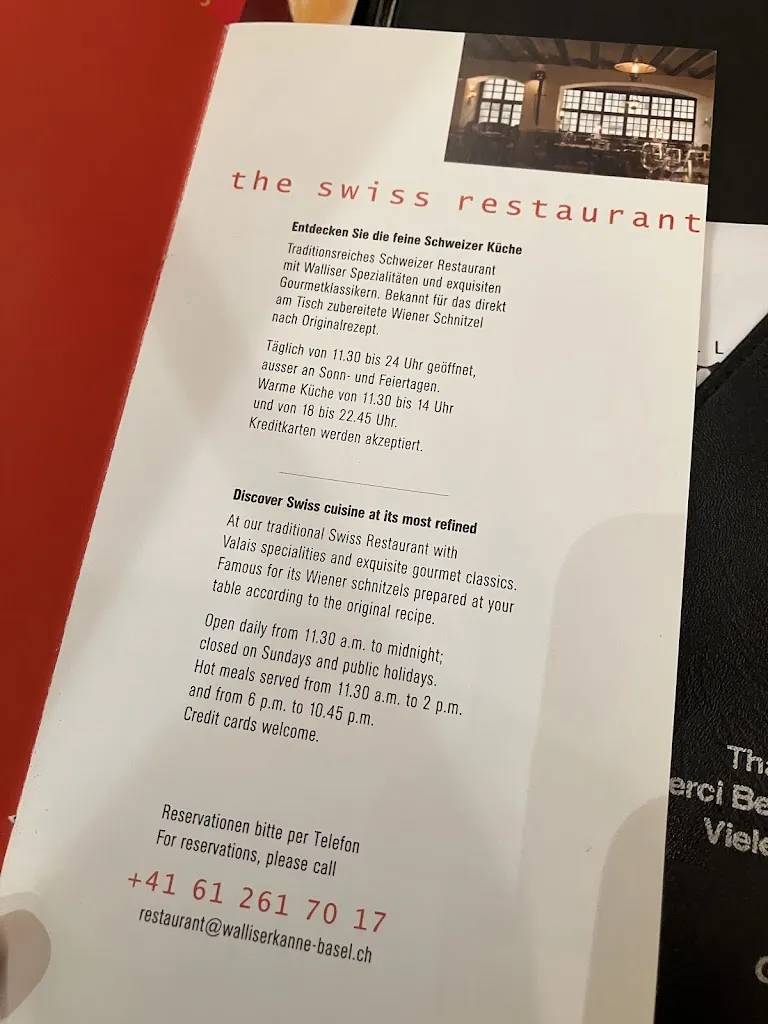 the swiss restaurant
Entdecken Sie die feine Schweizer Küche
Traditionsreiches Schweizer Restaurant
mit Walliser Spezialitäten und exquisiten
Gourmetklassikern. Bekannt für das direkt
am Tisch zubereitete Wiener Schnitzel
nach Originalrezept.
Täglich von 11.30 bis 24 Uhr geöffnet,
ausser an Sonn- und Feiertagen.
Warme Küche von 11.30 bis 14 Uhr
und von 18 bis 22.45 Uhr.
Kreditkarten werden akzeptiert.
Discover Swiss cuisine at its most refined
At our traditional Swiss Restaurant with
Valais specialities and exquisite gourmet classics.
Famous for its Wiener schnitzels prepared at your
table according to the original recipe.
Open daily from 11.30 a.m. to midnight;
closed on Sundays and public holidays.
Hot meals served from 11.30 a.m. to 2 p.m.
and from 6 p.m. to 10.45 p.m.
Credit cards welcome.
Reservationen bitte per Telefon
For reservations, please call
+41 61 261 70 17
restaurant@walliserkanne-basel.ch
L
Tha
erci Be
Viele